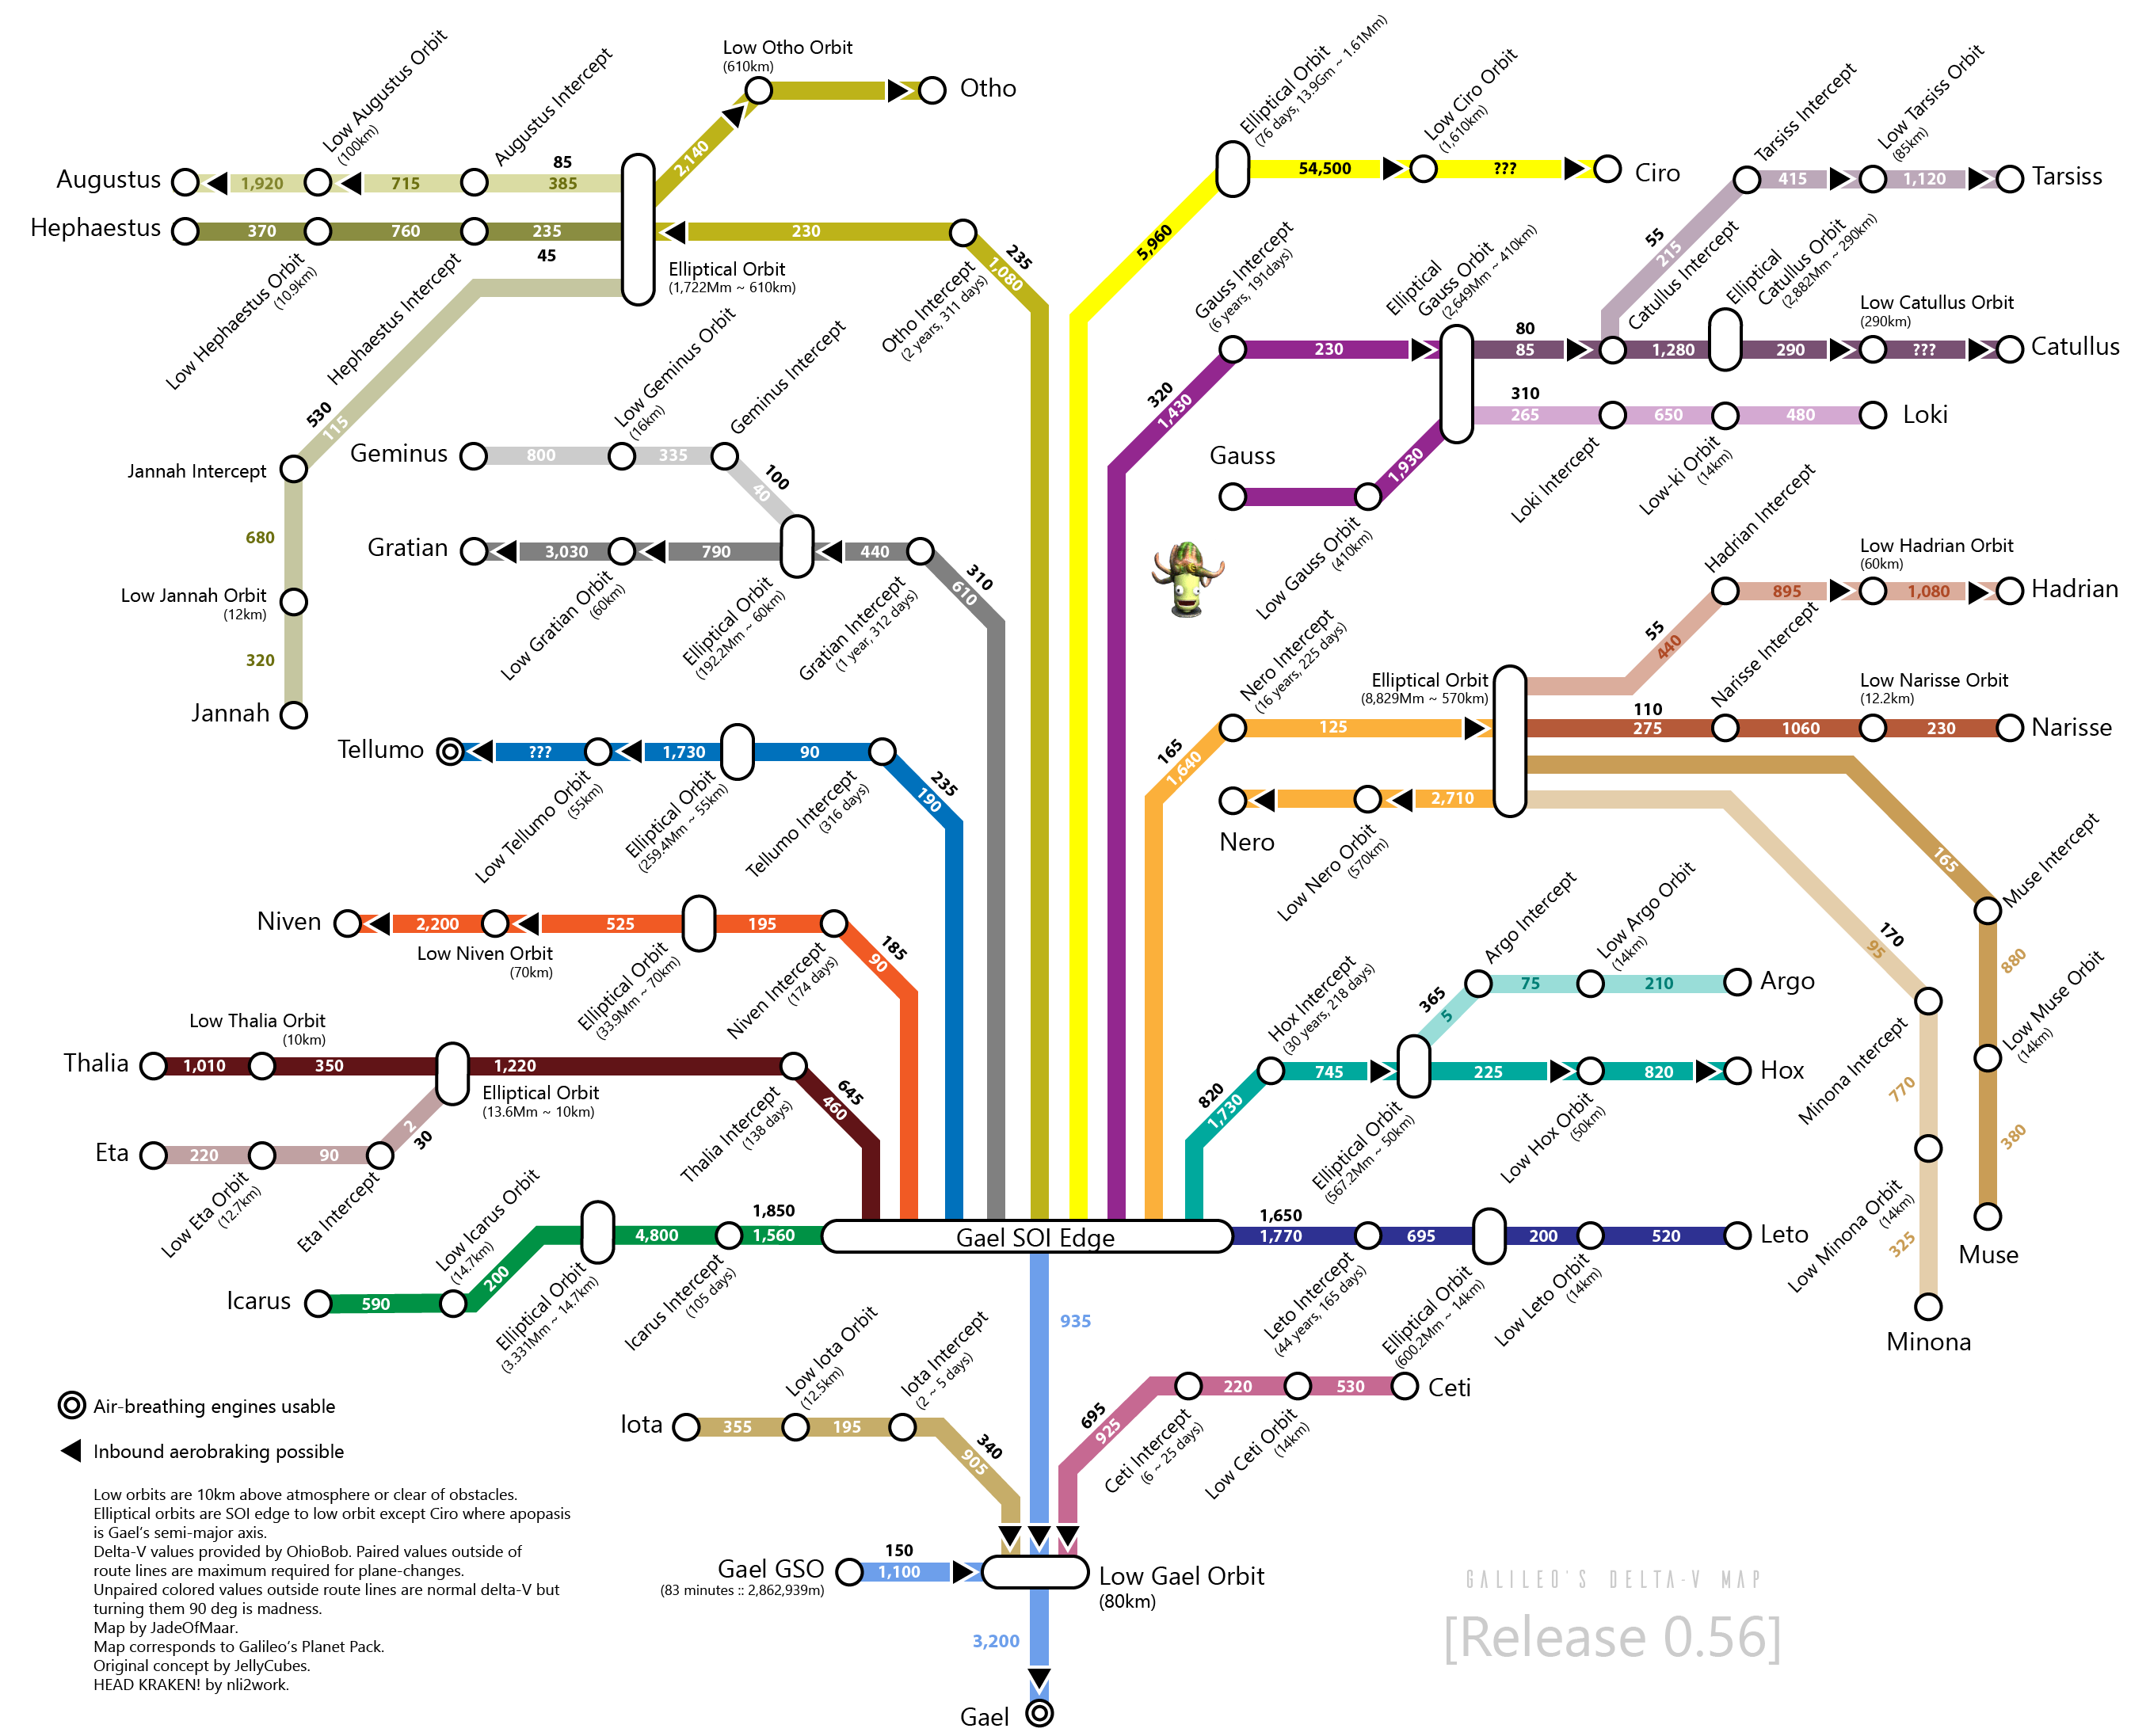 Low Otho Orbit
(610km)
Otho
2,140
Low Augustus Orbit
(100km)
Augustus Intercept
Augustus
1,920
715
85
385
Hephaestus
370
760
235
45
230
Low Hephaestus Orbit
(10.9km)
Hephaestus Intercept
Elliptical Orbit
(1,722Mm ~ 610km)
Otho Intercept
(2 years, 311 days)
235
1,080
530
115
Jannah Intercept
680
Low Jannah Orbit
(12km)
320
Jannah
Low Geminus Orbit
(16km)
Geminus Intercept
Geminus
800
335
100
40
Gratian
3,030
790
440
310
610
Low Gratian Orbit
(60km)
Elliptical Orbit
(192.2Mm ~ 60km)
Gratian Intercept
(1 year, 312 days)
Tellumo
???
1,730
90
235
190
Low Tellumo Orbit
(55km)
Elliptical Orbit
(259.4Mm ~ 55km)
Tellumo Intercept
(316 days)
Niven
2,200
525
195
185
90
Low Niven Orbit
(70km)
Elliptical Orbit
(33.9Mm ~ 70km)
Niven Intercept
(174 days)
Low Thalia Orbit
(10km)
Thalia
1,010
350
1,220
645
460
Elliptical Orbit
(13.6Mm ~ 10km)
Thalia Intercept
(138 days)
Eta
220
90
2
30
Low Eta Orbit
(12.7km)
Eta Intercept
Low Icarus Orbit
(14.7km)
Icarus
590
200
4,800
1,850
1,560
Elliptical Orbit
(3.331Mm ~ 14.7km)
Icarus Intercept
(105 days)
Gael SOI Edge
Elliptical Orbit
(76 days, 13.9Gm ~ 1.61Mm)
Low Ciro Orbit
(1,610km)
5,960
54,500
???
Ciro
Tarsiss Intercept
Low Tarsiss Orbit
(85km)
415
1,120
Tarsiss
55
215
Gauss Intercept
(6 years, 191days)
Elliptical
Gauss Orbit
(2,649Mm ~ 410km)
Catullus Intercept
Elliptical
Catullus Orbit
(2,882Mm ~ 290km)
Low Catullus Orbit
(290km)
320
1,430
230
80
85
1,280
290
???
Catullus
310
265
650
480
Loki
Loki Intercept
Low-ki Orbit
(14km)
Gauss
1,930
Low Gauss Orbit
(410km)
Hadrian Intercept
Low Hadrian Orbit
(60km)
895
1,080
Hadrian
55
440
Nero Intercept
(16 years, 225 days)
Elliptical Orbit
(8,829Mm ~ 570km)
Narisse Intercept
Low Narisse Orbit
(12.2km)
165
1,640
125
110
275
1060
230
Narisse
2,710
Nero
Low Nero Orbit
(570km)
165
Muse Intercept
880
Low Muse Orbit
(14km)
380
Muse
170
95
Minona Intercept
770
Low Minona Orbit
(14km)
325
Minona
Argo Intercept
Low Argo Orbit
(14km)
365
5
75
210
Argo
Hox Intercept
(30 years, 218 days)
820
1,730
745
225
820
Hox
Elliptical Orbit
(567.2Mm ~ 50km)
Low Hox Orbit
(50km)
1,650
1,770
695
200
520
Leto
Leto Intercept
(44 years, 165 days)
Elliptical Orbit
(600.2Mm ~ 14km)
Low Leto Orbit
(14km)
935
Low Iota Orbit
(12.5km)
Iota Intercept
(2 ~ 5 days)
Iota
355
195
340
905
695
925
220
530
Ceti
Ceti Intercept
(6 ~ 25 days)
Low Ceti Orbit
(14km)
Gael GSO
(83 minutes :: 2,862,939m)
150
1,100
Low Gael Orbit
(80km)
3,200
Gael
Air-breathing engines usable
Inbound aerobraking possible
Low orbits are 10km above atmosphere or clear of obstacles.
Elliptical orbits are SOI edge to low orbit except Ciro where apopasis
is Gael's semi-major axis.
Delta-V values provided by OhioBob. Paired values outside of
route lines are maximum required for plane-changes.
Unpaired colored values outside route lines are normal delta-V but
turning them 90 deg is madness.
Map by JadeOfMaar.
Map corresponds to Galileo's Planet Pack.
Original concept by JellyCubes.
HEAD KRAKEN! by nli2work.
GALILEO'S DELTA-V MAP
[Release 0.56]